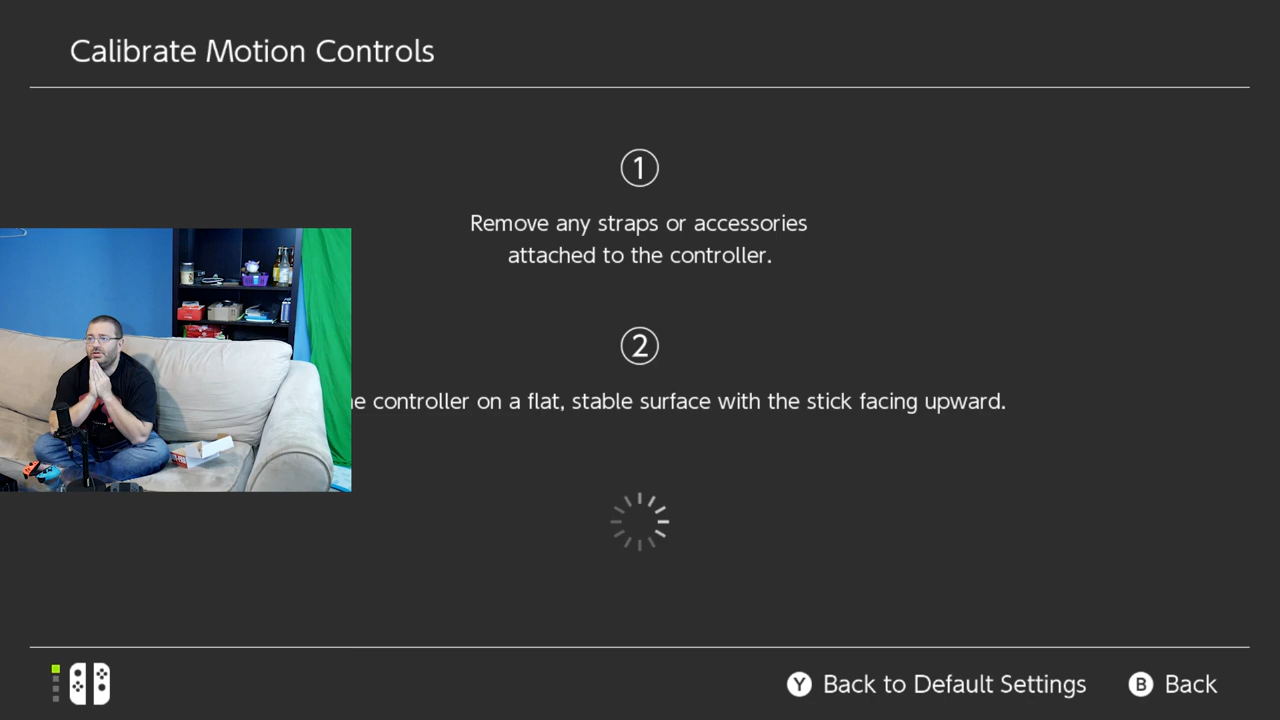 Calibrate Motion Controls
1
Remove any straps or accessories
attached to the controller.
2
controller on a flat, stable surface with the stick facing upward.
Y Back to Default Settings
B Back